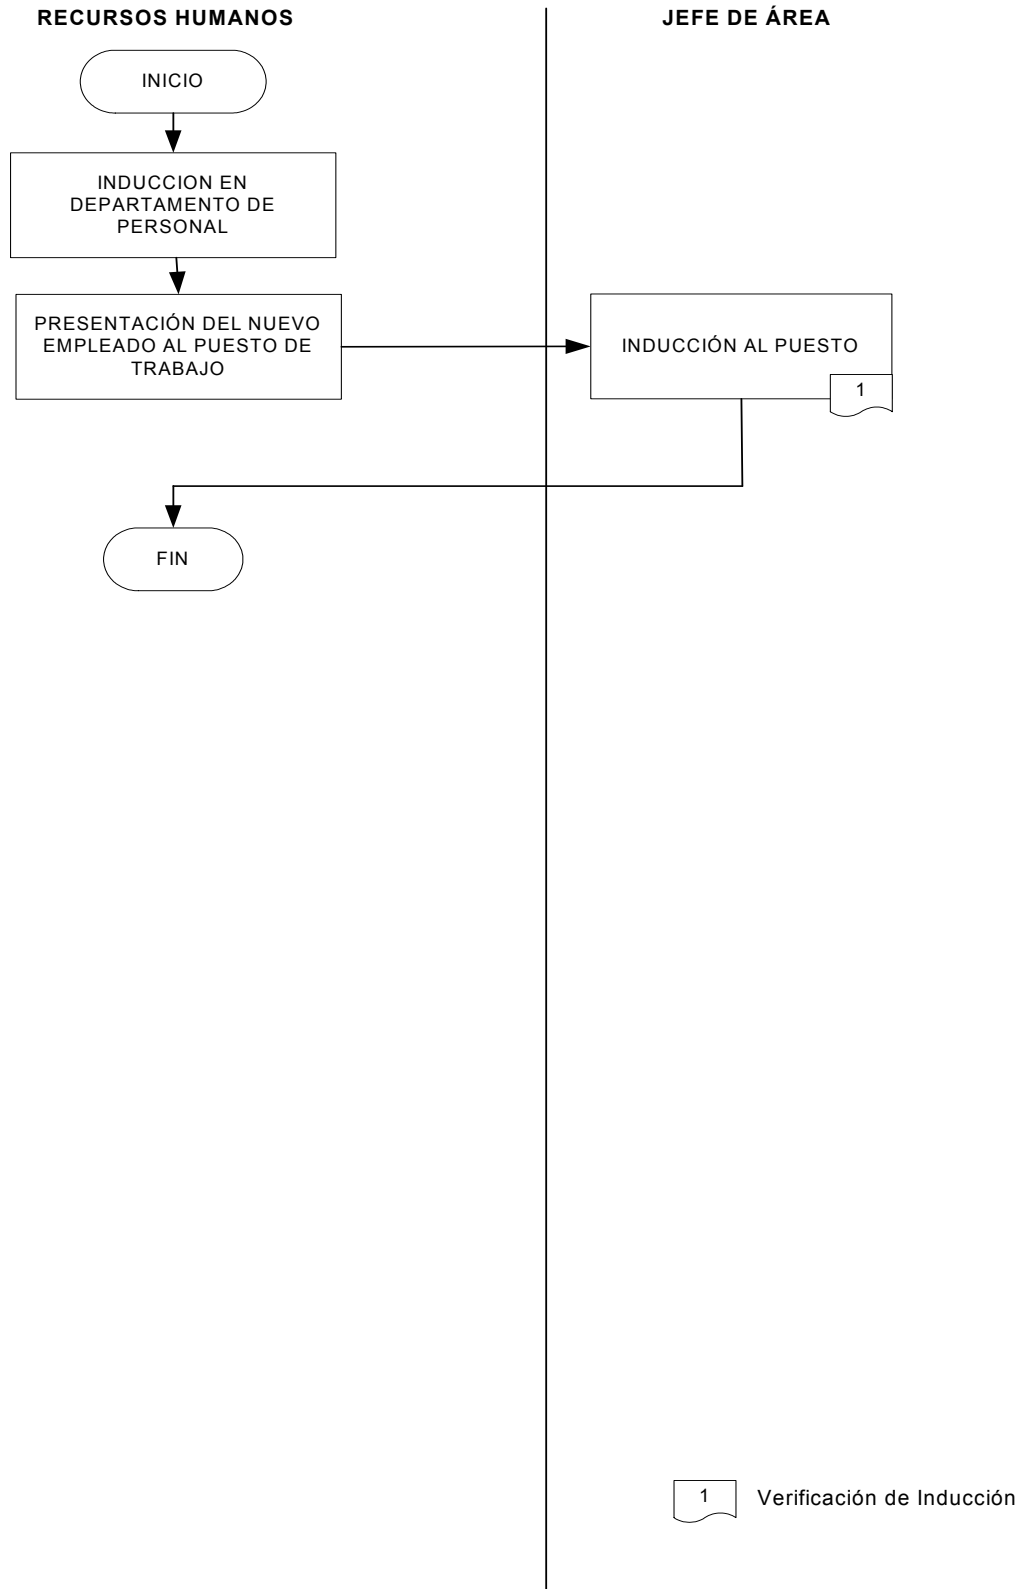 RECURSOS HUMANOS
JEFE DE ÁREA
INICIO
INDUCCION EN
DEPARTAMENTO DE
PERSONAL
PRESENTACIÓN DEL NUEVO
EMPLEADO AL PUESTO DE
TRABAJO
INDUCCIÓN AL PUESTO
1
FIN
1 Verificación de Inducción